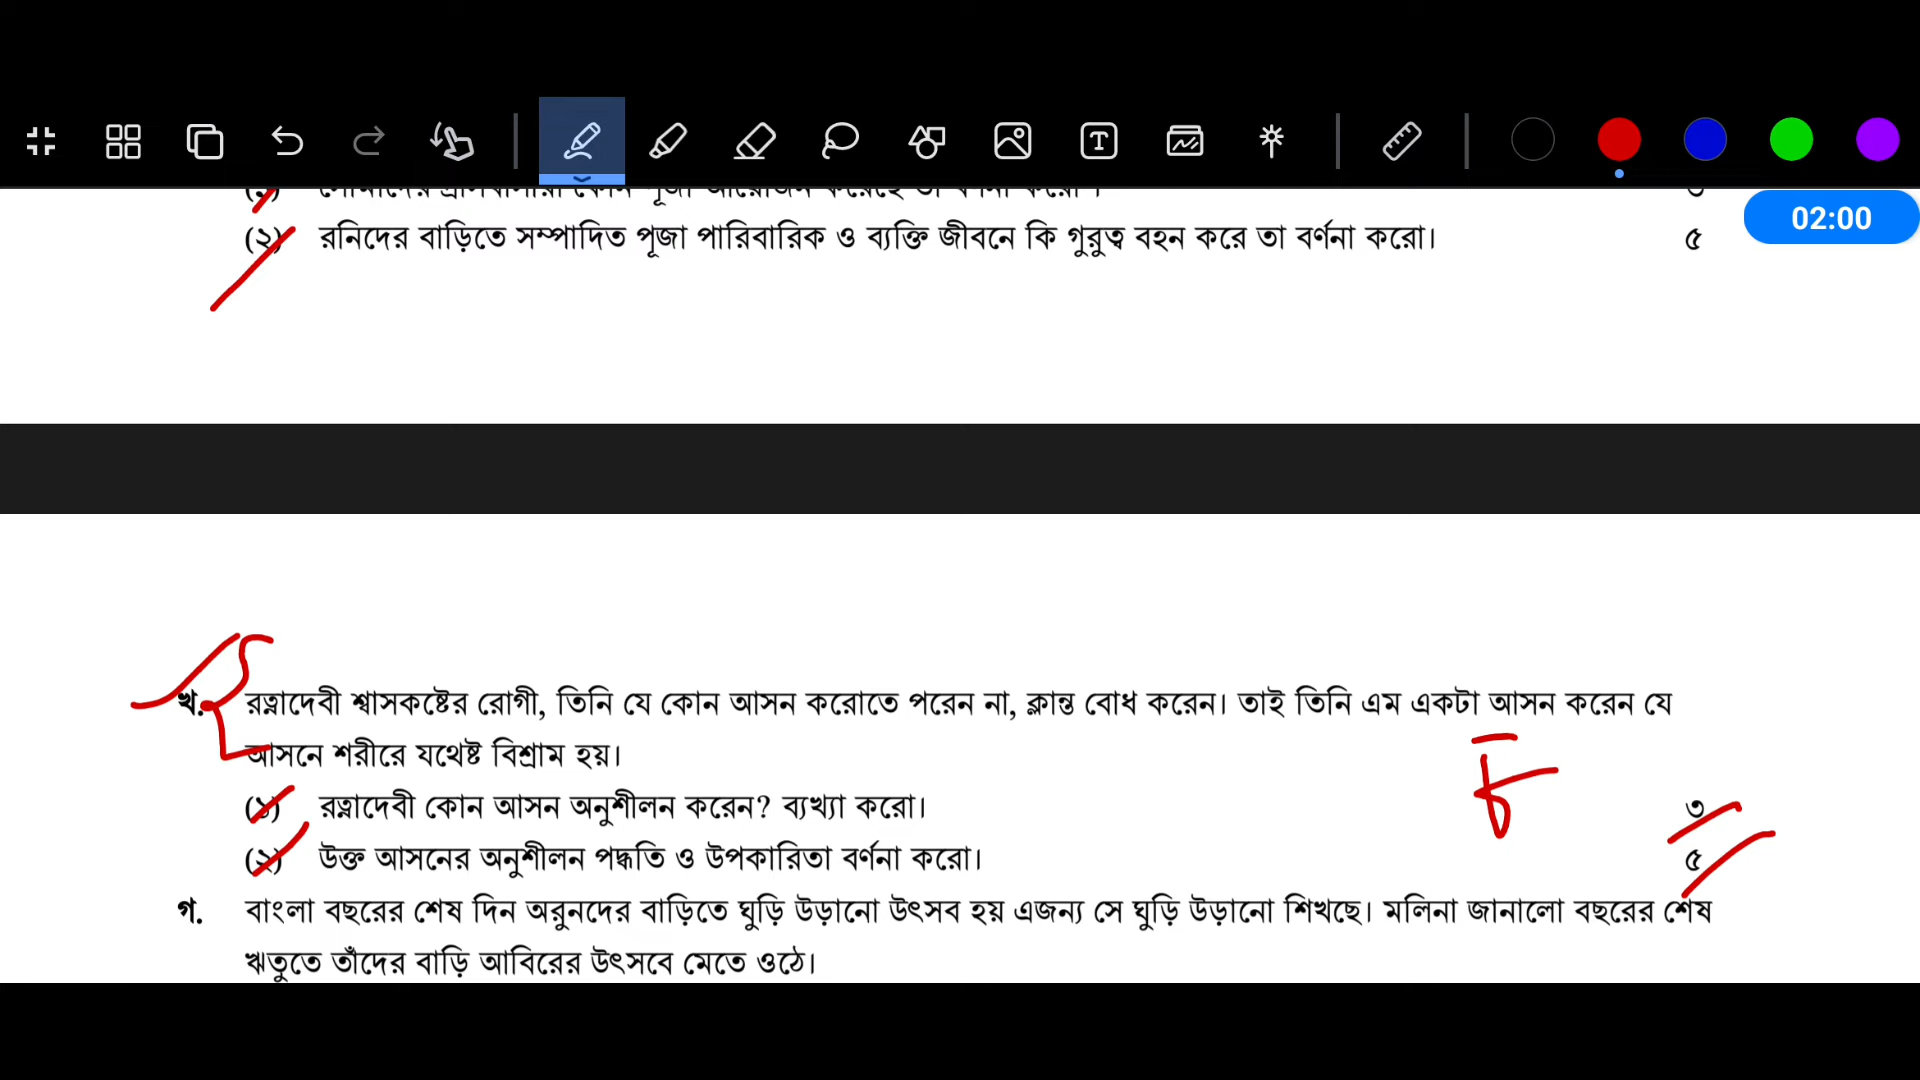 02:00
(২) রনিদের বাড়িতে সম্পাদিত পূজা পারিবারিক ও ব্যক্তি জীবনে কি গুরুত্ব বহন করে তা বর্ণনা করো। ৫
খ. রত্নাদেবী শ্বাসকষ্টের রোগী, তিনি যে কোন আসন করোতে পরেন না, ক্লান্ত বোধ করেন। তাই তিনি এম একটা আসন করেন যে
আসনে শরীরে যথেষ্ট বিশ্রাম হয়।
(১) রত্নাদেবী কোন আসন অনুশীলন করেন? ব্যখ্যা করো। ৩
(২) উক্ত আসনের অনুশীলন পদ্ধতি ও উপকারিতা বর্ণনা করো। ৫
গ. বাংলা বছরের শেষ দিন অরুনদের বাড়িতে ঘুড়ি উড়ানো উৎসব হয় এজন্য সে ঘুড়ি উড়ানো শিখছে। মলিনা জানালো বছরের শেষ
ঋতুতে তাঁদের বাড়ি আবিরের উৎসবে মেতে ওঠে।